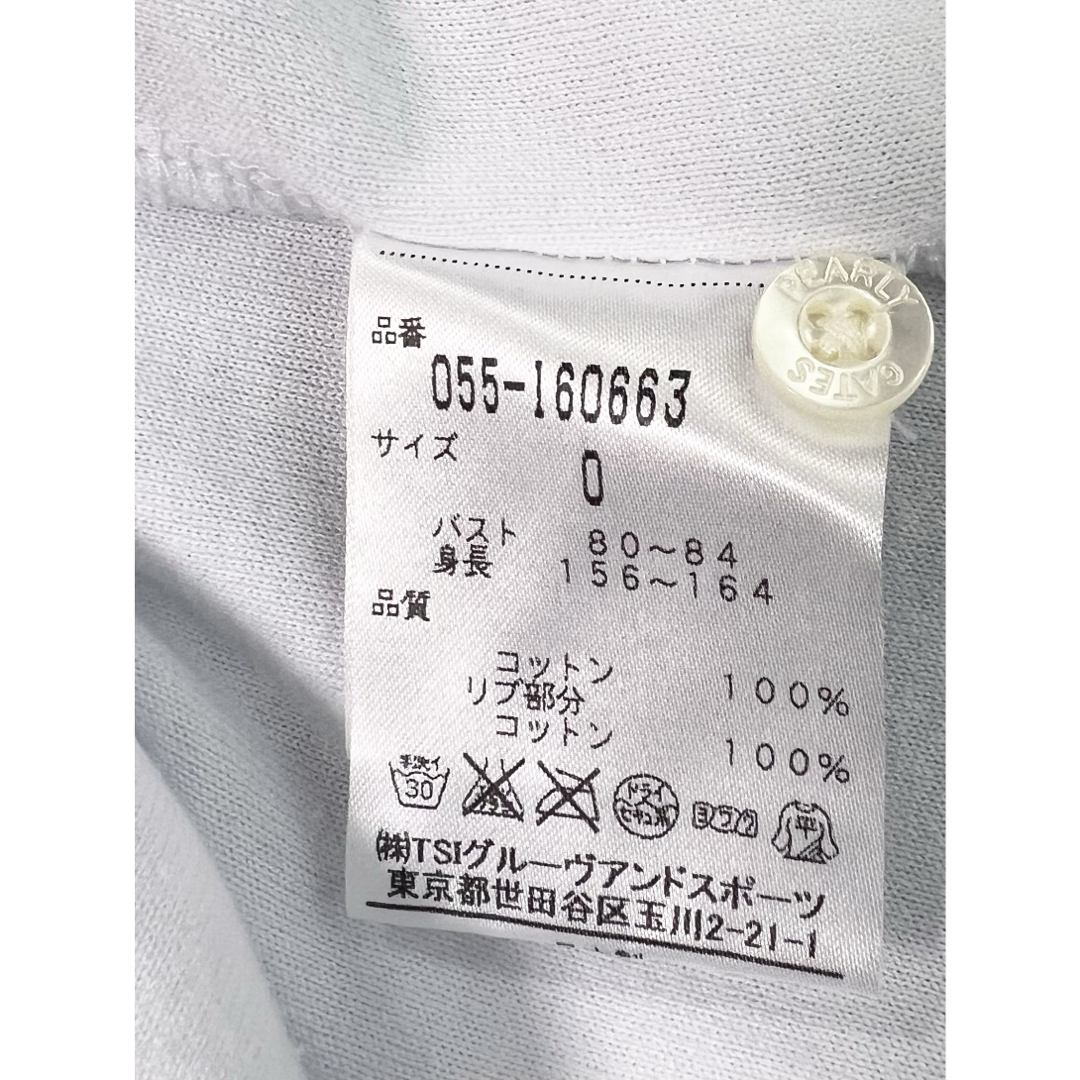 PEARLY
GATES
品番
055-160663
サイズ
0
バスト 80~84
身長 156~164
品質
コットン 100%
リブ部分
コットン 100%
手洗イ
30
ドライ
セキユ系
ヨワク
平
㈱TSIグルーヴアンドスポーツ
東京都世田谷区玉川2-21-1